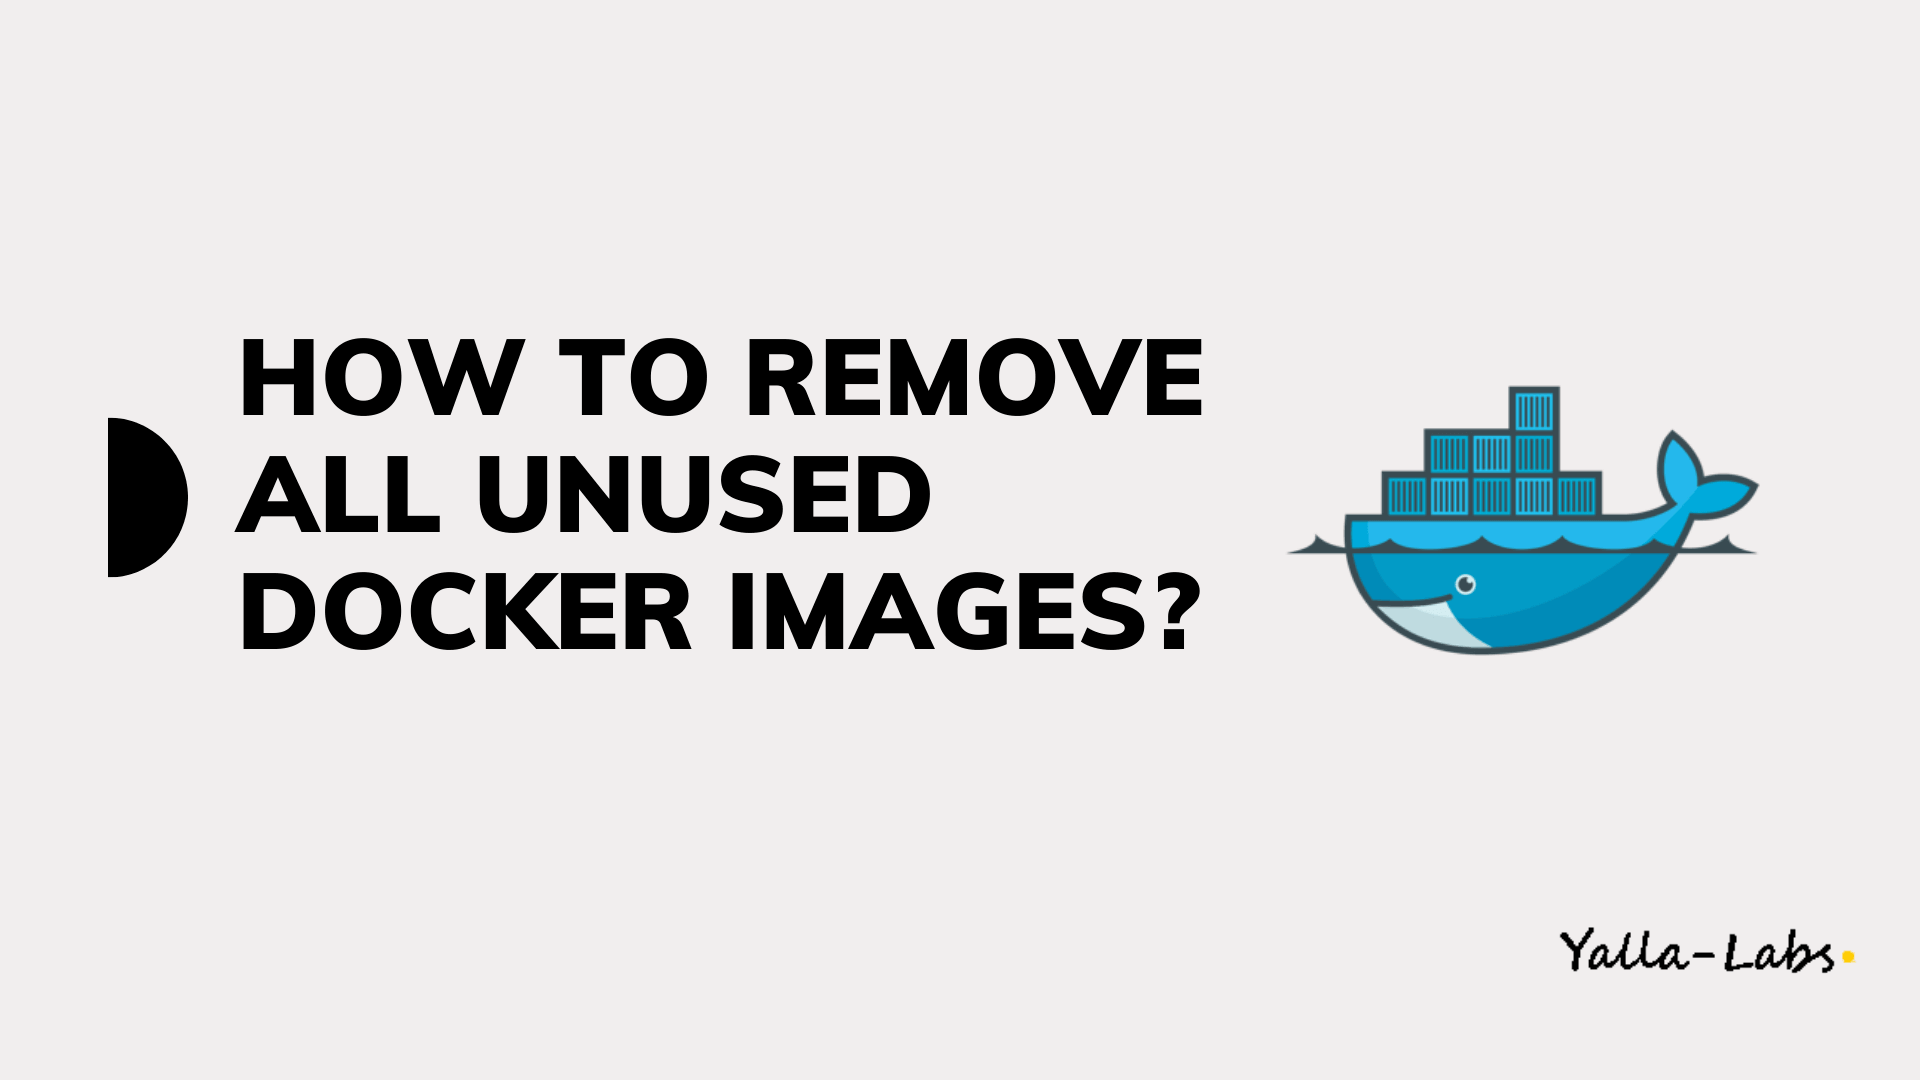 HOW TO REMOVE
ALL UNUSED
DOCKER IMAGES?
Yalla-Labs.